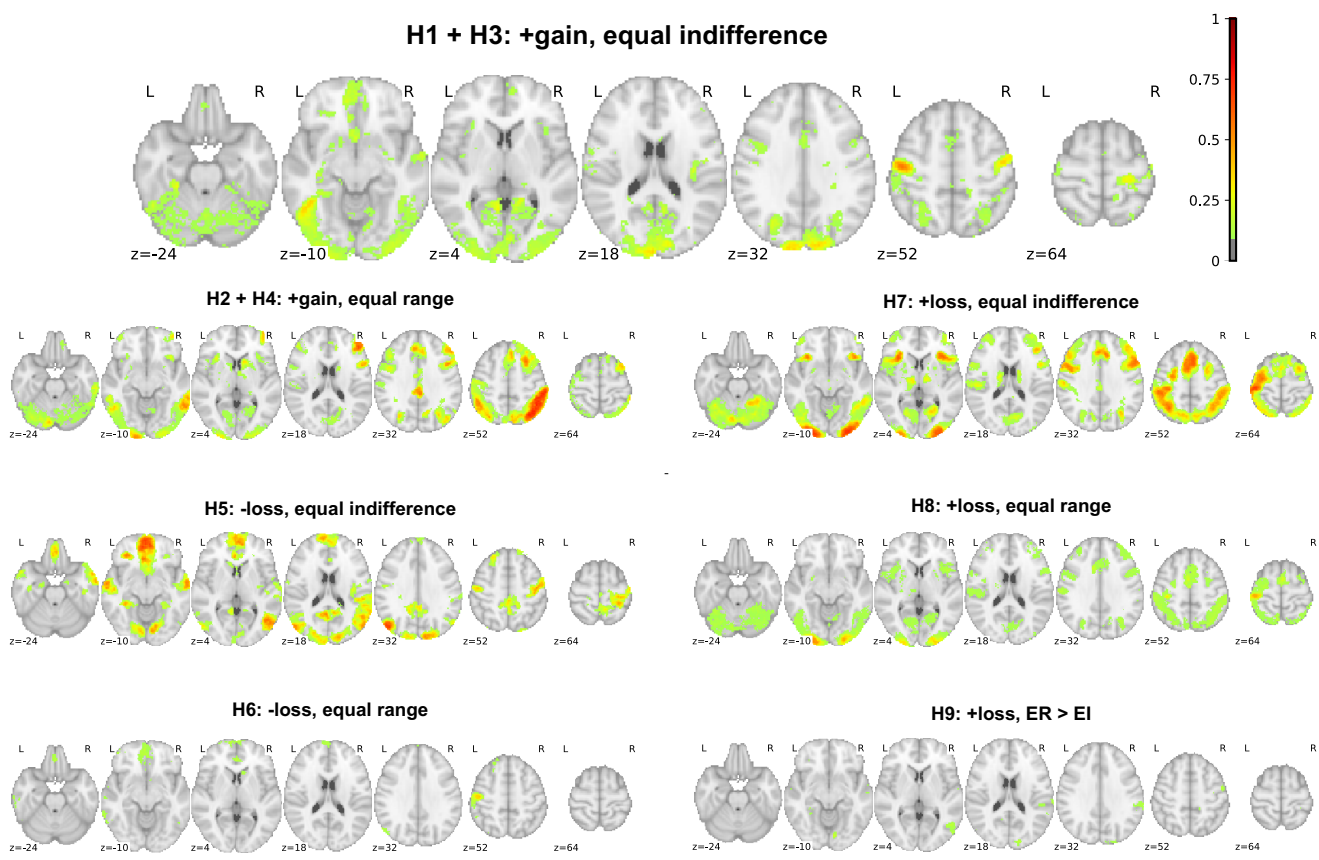 H1 + H3: +gain, equal indifference
1
0.75
0.5
0.25
0
L R L R L R
z=-24 z=-10 z=4 z=18 z=32 z=52 z=64
H2 + H4: +gain, equal range
L R L R L R
z=-24 z=-10 z=4 z=18 z=32 z=52 z=64
H7: +loss, equal indifference
L R L R L R
z=-24 z=-10 z=4 z=18 z=32 z=52 z=64
-
H5: -loss, equal indifference
L R L R L R
z=-24 z=-10 z=4 z=18 z=32 z=52 z=64
H8: +loss, equal range
L R L R L R
z=-24 z=-10 z=4 z=18 z=32 z=52 z=64
H6: -loss, equal range
L R L R L R
z=-24 z=-10 z=4 z=18 z=32 z=52 z=64
H9: +loss, ER > EI
L R L R L R
z=-24 z=-10 z=4 z=18 z=32 z=52 z=64